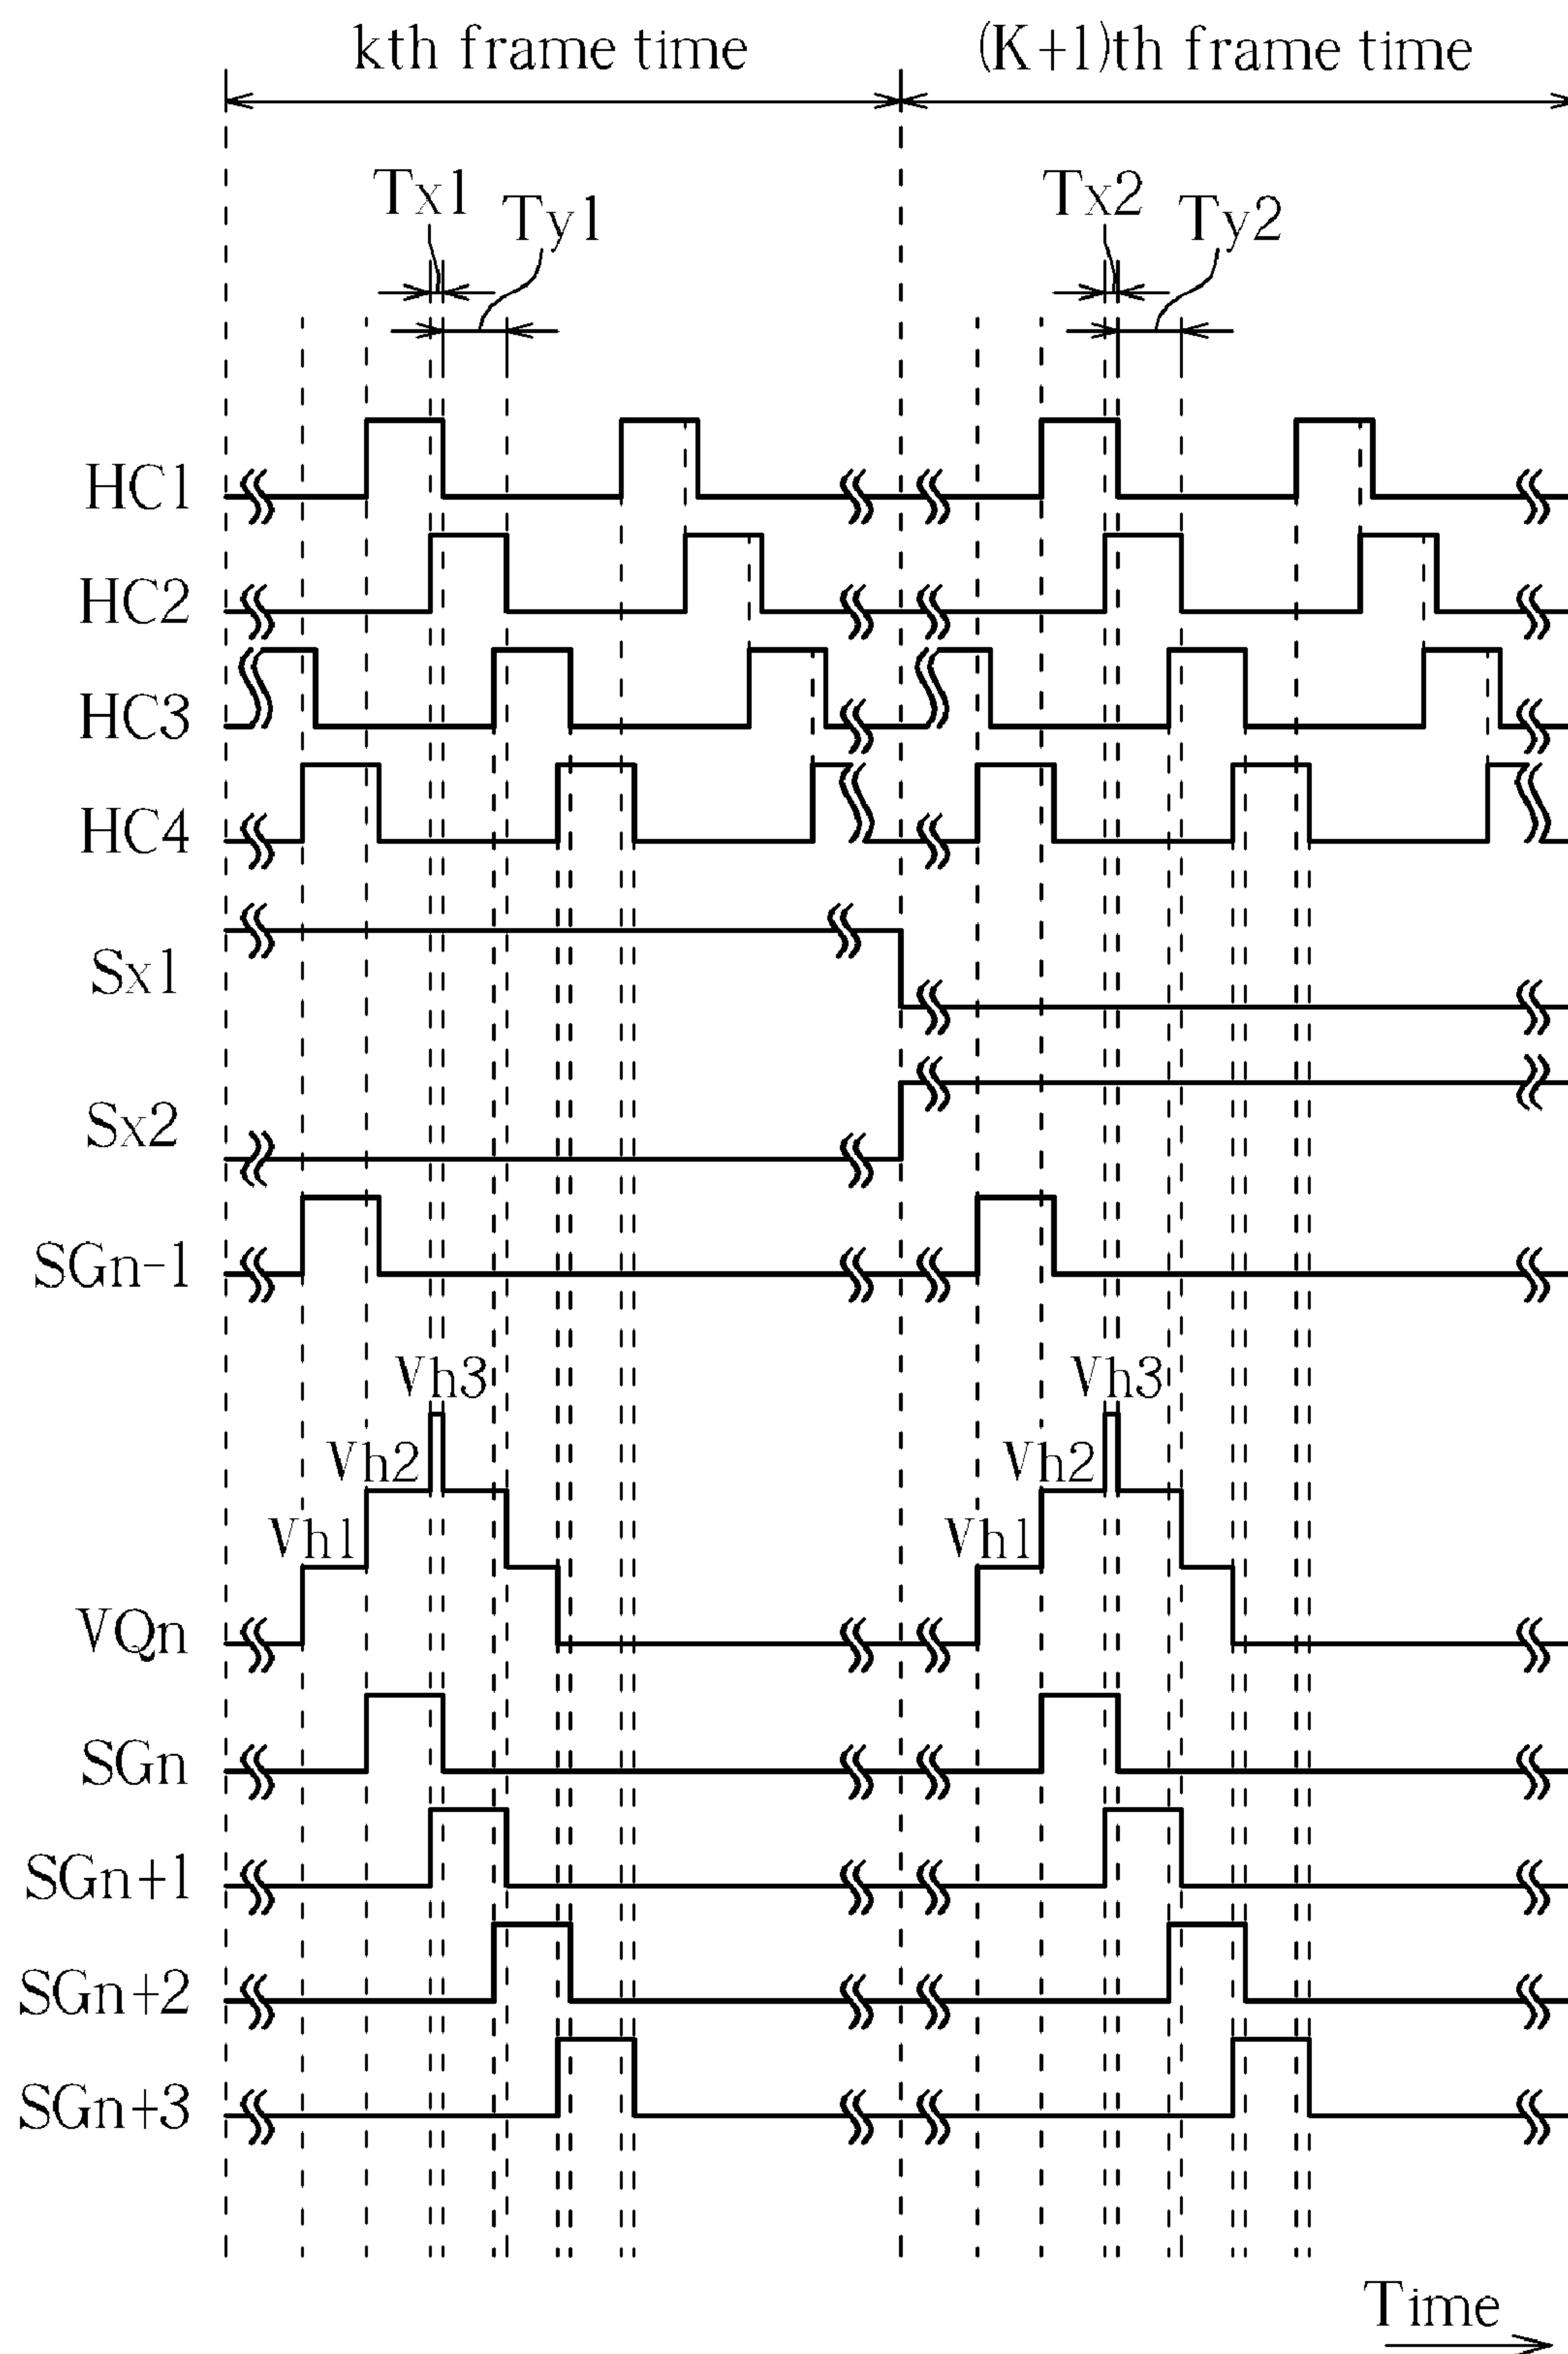 kth frame time
(K+1)th frame time
Tx1
Ty1
Tx2
Ty2
HC1
HC2
HC3
HC4
Sx1
Sx2
SGn-1
Vh3
Vh3
Vh2
Vh2
Vh1
Vh1
VQn
SGn
SGn+1
SGn+2
SGn+3
Time